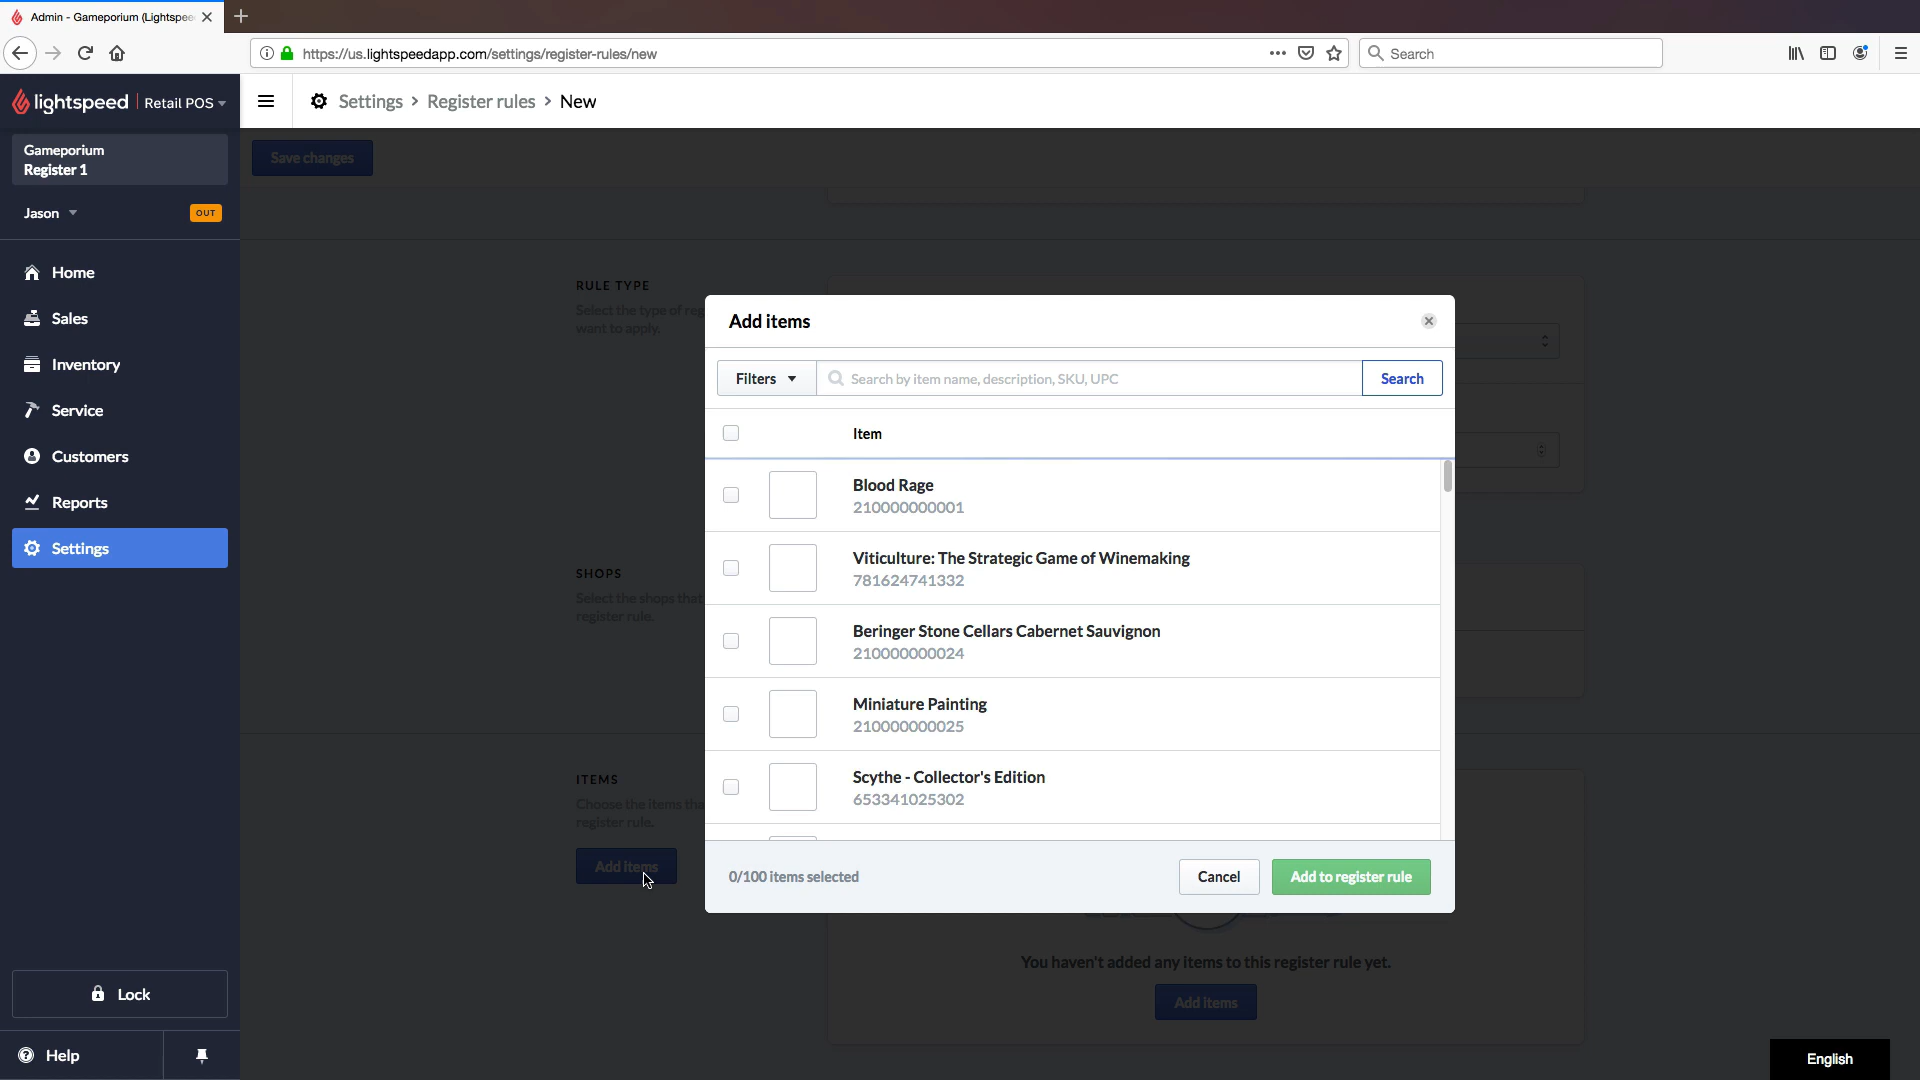 Admin - Gameporium (Lightspee
https://us.lightspeedapp.com/settings/register-rules/new
Search
lightspeed Retail POS
Settings > Register rules > New
Gameporium
Register 1
Save changes
Jason
OUT
Home
Sales
Inventory
Service
Customers
Reports
Settings
Lock
Help
RULE TYPE
Select the type of reg
want to apply.
SHOPS
Select the shops that
register rule.
ITEMS
Choose the items tha
register rule.
Add items
Add items
Filters
Search by item name, description, SKU, UPC
Search
Item
Blood Rage
210000000001
Viticulture: The Strategic Game of Winemaking
781624741332
Beringer Stone Cellars Cabernet Sauvignon
210000000024
Miniature Painting
210000000025
Scythe - Collector's Edition
653341025302
0/100 items selected
Cancel
Add to register rule
You haven't added any items to this register rule yet.
Add items
English